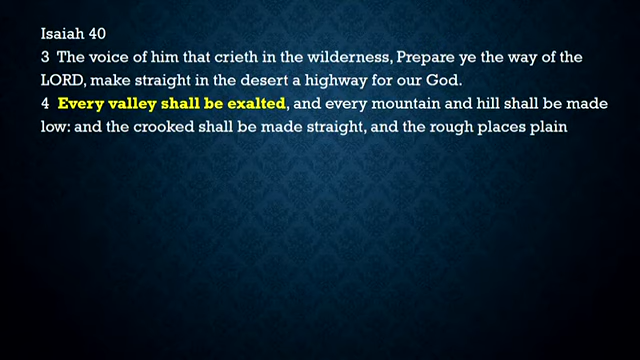 Isaiah 40
3  The voice of him that crieth in the wilderness, Prepare ye the way of the
LORD, make straight in the desert a highway for our God.
4  Every valley shall be exalted, and every mountain and hill shall be made
low: and the crooked shall be made straight, and the rough places plain